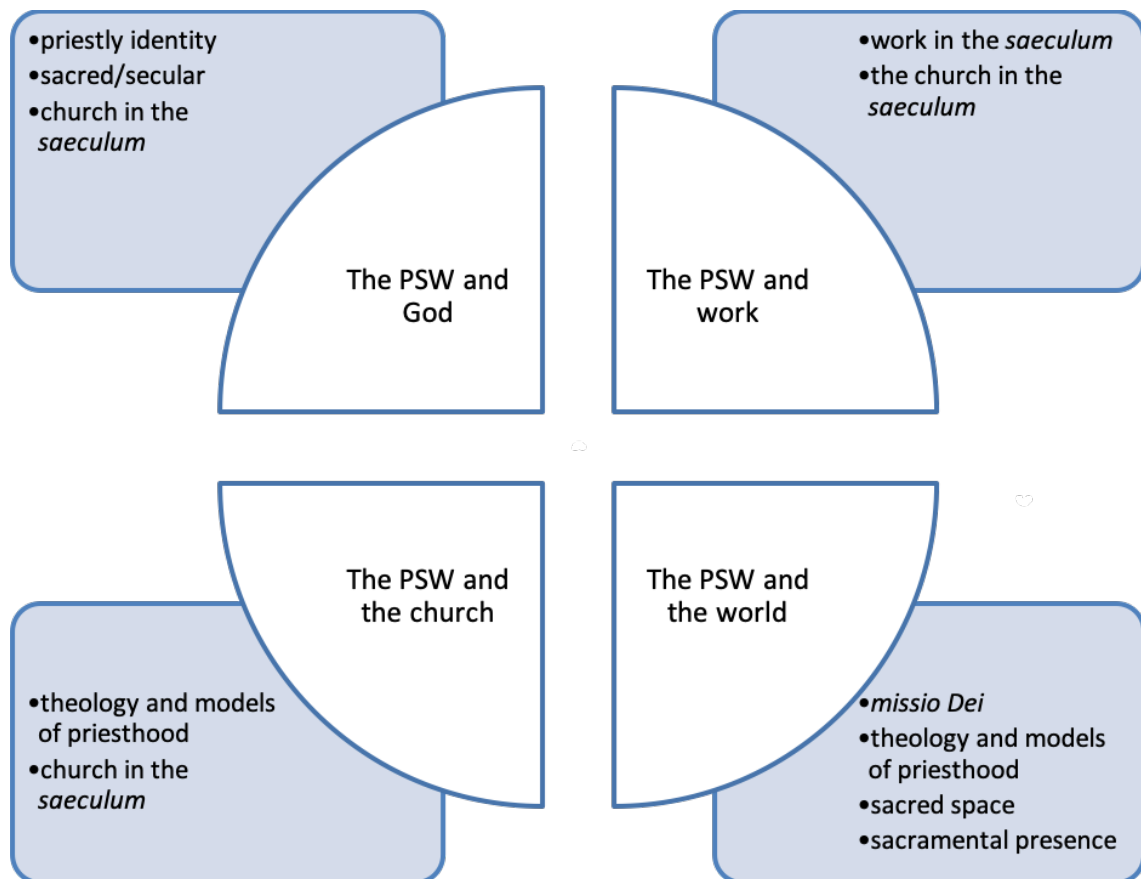 •priestly identity
•sacred/secular
•church in the
saeculum
The PSW and
God
•work in the saeculum
•the church in the
saeculum
The PSW and
work
The PSW and
the church
•theology and models
of priesthood
•church in the
saeculum
The PSW and
the world
•missio Dei
•theology and models
of priesthood
•sacred space
•sacramental presence